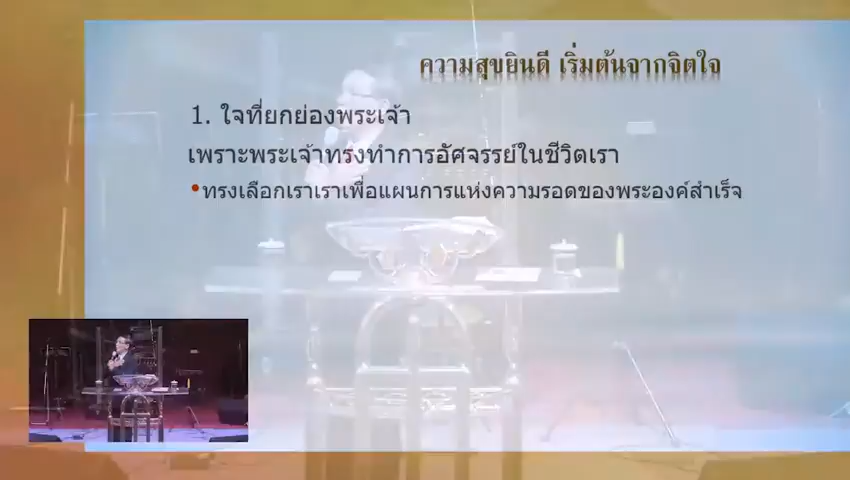 ความสุขยินดี เริ่มต้นจากจิตใจ
1. ใจที่ยกย่องพระเจ้า
เพราะพระเจ้าทรงทำการอัศจรรย์ในชีวิตเรา
•ทรงเลือกเราเราเพื่อแผนการแห่งความรอดของพระองค์สำเร็จ